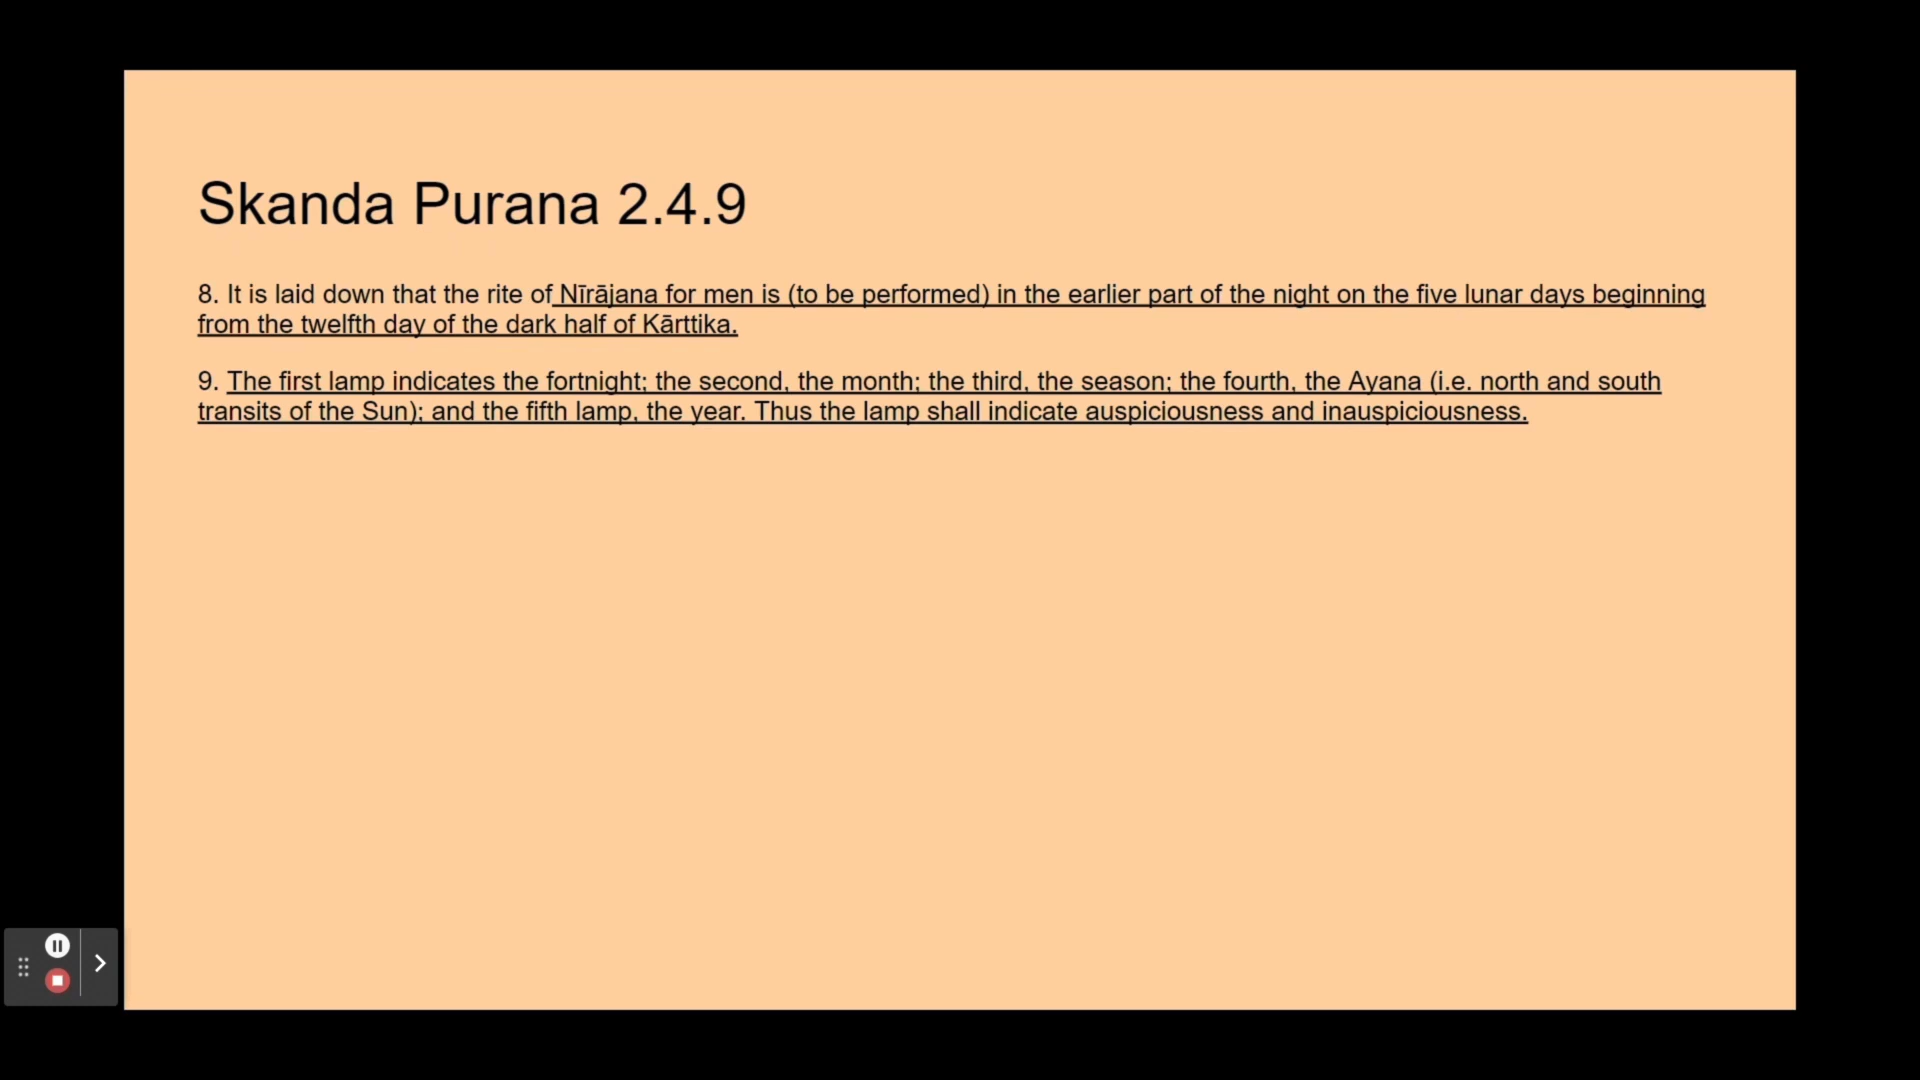 Skanda Purana 2.4.9
8. It is laid down that the rite of Nīrājana for men is (to be performed) in the earlier part of the night on the five lunar days beginning
from the twelfth day of the dark half of Kārttika.
9. The first lamp indicates the fortnight; the second, the month; the third, the season; the fourth, the Ayana (i.e. north and south
transits of the Sun); and the fifth lamp, the year. Thus the lamp shall indicate auspiciousness and inauspiciousness.